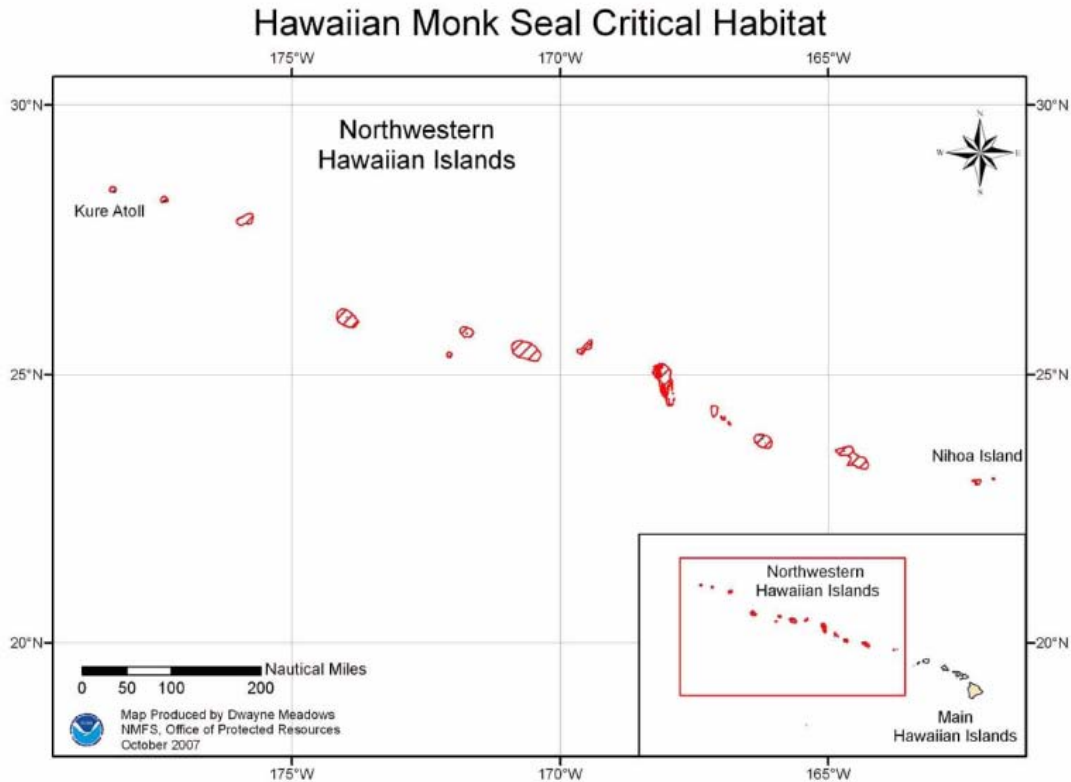 Hawaiian Monk Seal Critical Habitat
175°W 170°W 165°W
30°N 30°N
Northwestern
Hawaiian Islands
N
W E
S
Kure Atoll
25°N 25°N
Nihoa Island
Northwestern
Hawaiian Islands
20°N 20°N
Nautical Miles
0 50 100 200
Map Produced by Dwayne Meadows
NMFS, Office of Protected Resources
October 2007
Main
Hawaiian Islands
175°W 170°W 165°W